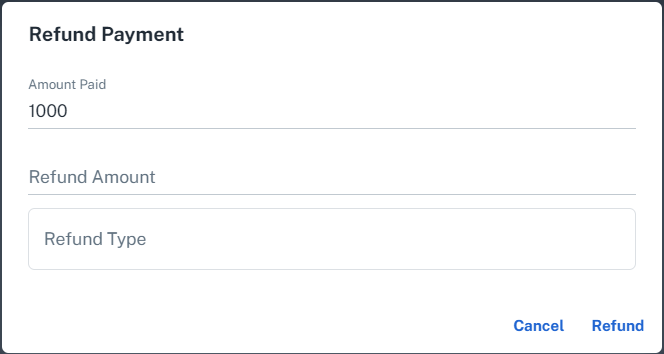 Refund Payment
Amount Paid
1000
Refund Amount
Refund Type
Cancel Refund